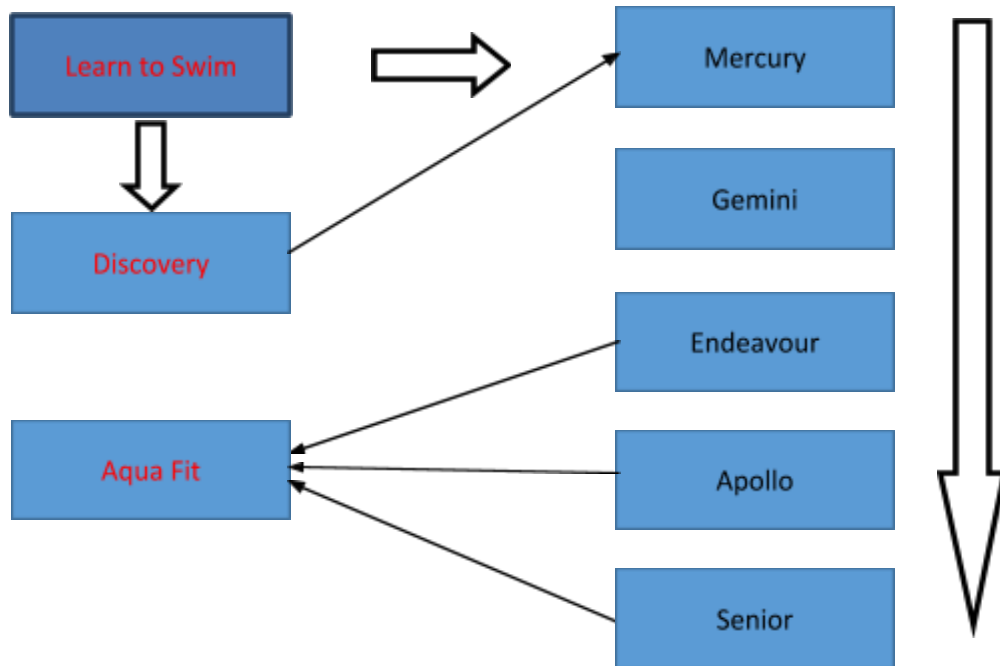 Learn to Swim
Mercury
Gemini
Discovery
Endeavour
Aqua Fit
Apollo
Senior